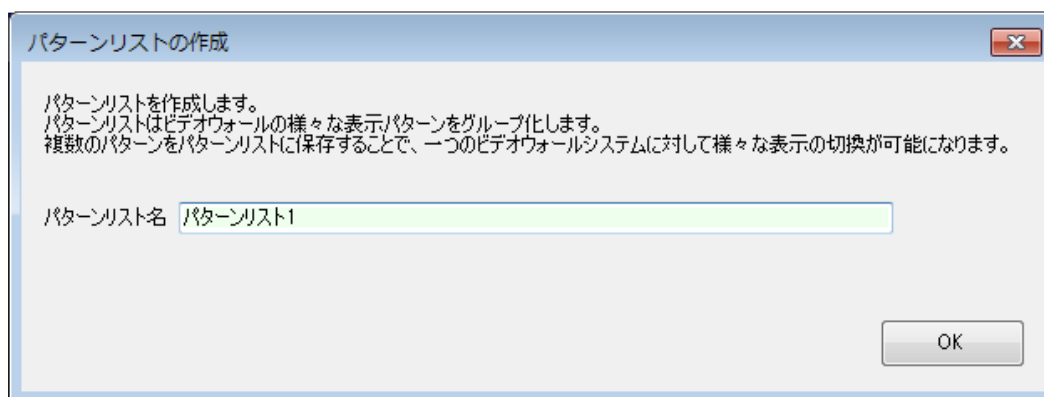 パターンリストの作成
パターンリストを作成します。
パターンリストはビデオウォールの様々な表示パターンをグループ化します。
複数のパターンをパターンリストに保存することで、一つのビデオウォールシステムに対して様々な表示の切換が可能になります。
パターンリスト名 パターンリスト1
OK